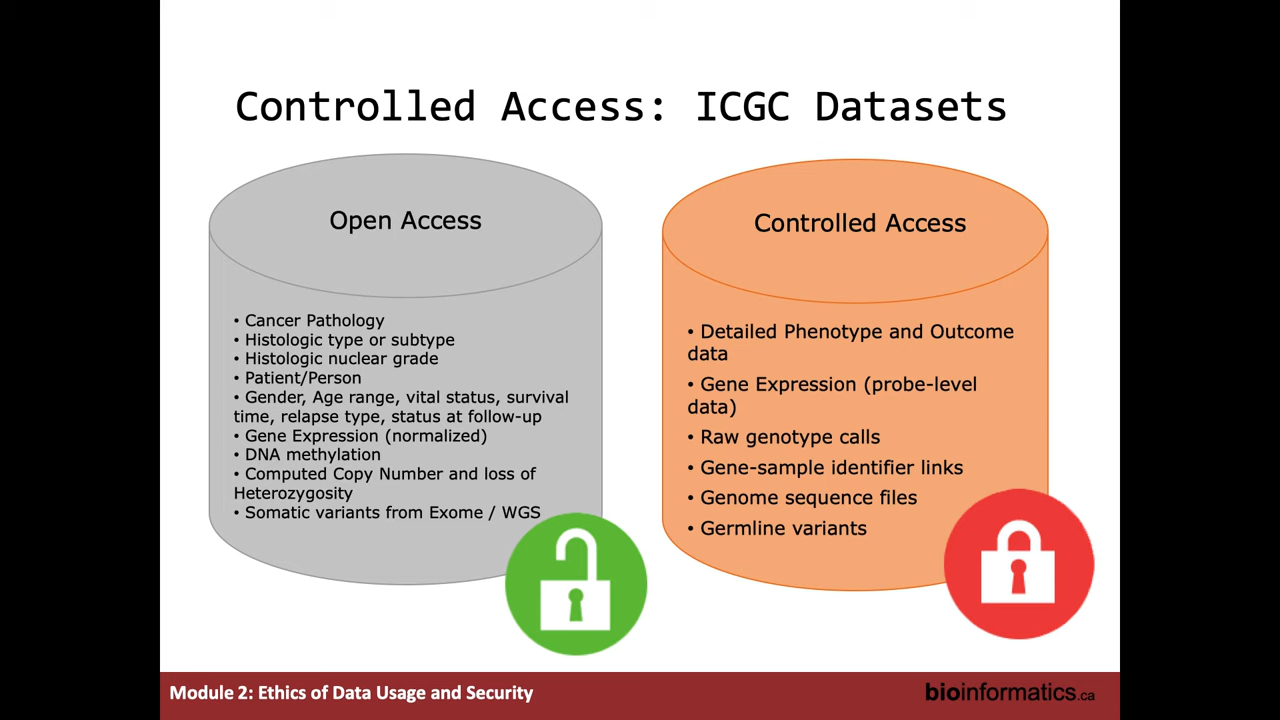 Controlled Access: ICGC Datasets
Open Access
• Cancer Pathology
• Histologic type or subtype
• Histologic nuclear grade
• Patient/Person
• Gender, Age range, vital status, survival
time, relapse type, status at follow-up
• Gene Expression (normalized)
• DNA methylation
• Computed Copy Number and loss of
Heterozygosity
• Somatic variants from Exome / WGS
Controlled Access
• Detailed Phenotype and Outcome
data
• Gene Expression (probe-level
data)
• Raw genotype calls
• Gene-sample identifier links
• Genome sequence files
• Germline variants
Module 2: Ethics of Data Usage and Security
bioinformatics.ca